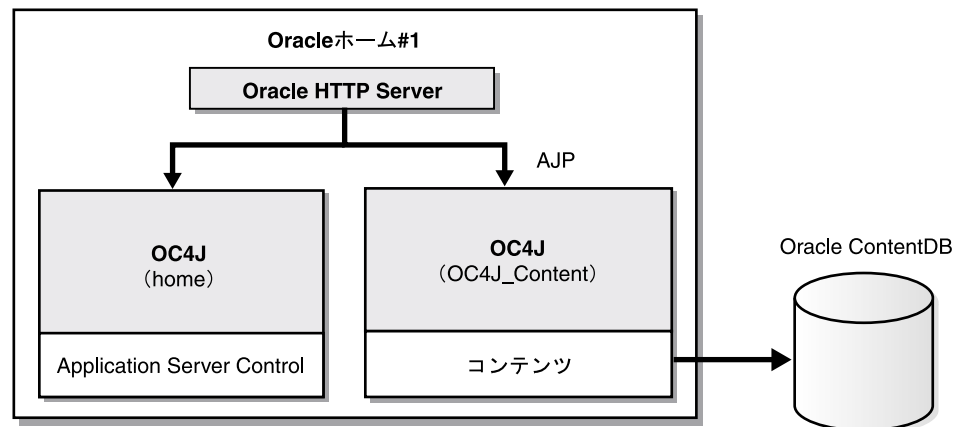 Oracleホーム#1
Oracle HTTP Server
AJP
OC4J
（home）
Application Server Control
OC4J
（OC4J_Content）
コンテンツ
Oracle ContentDB